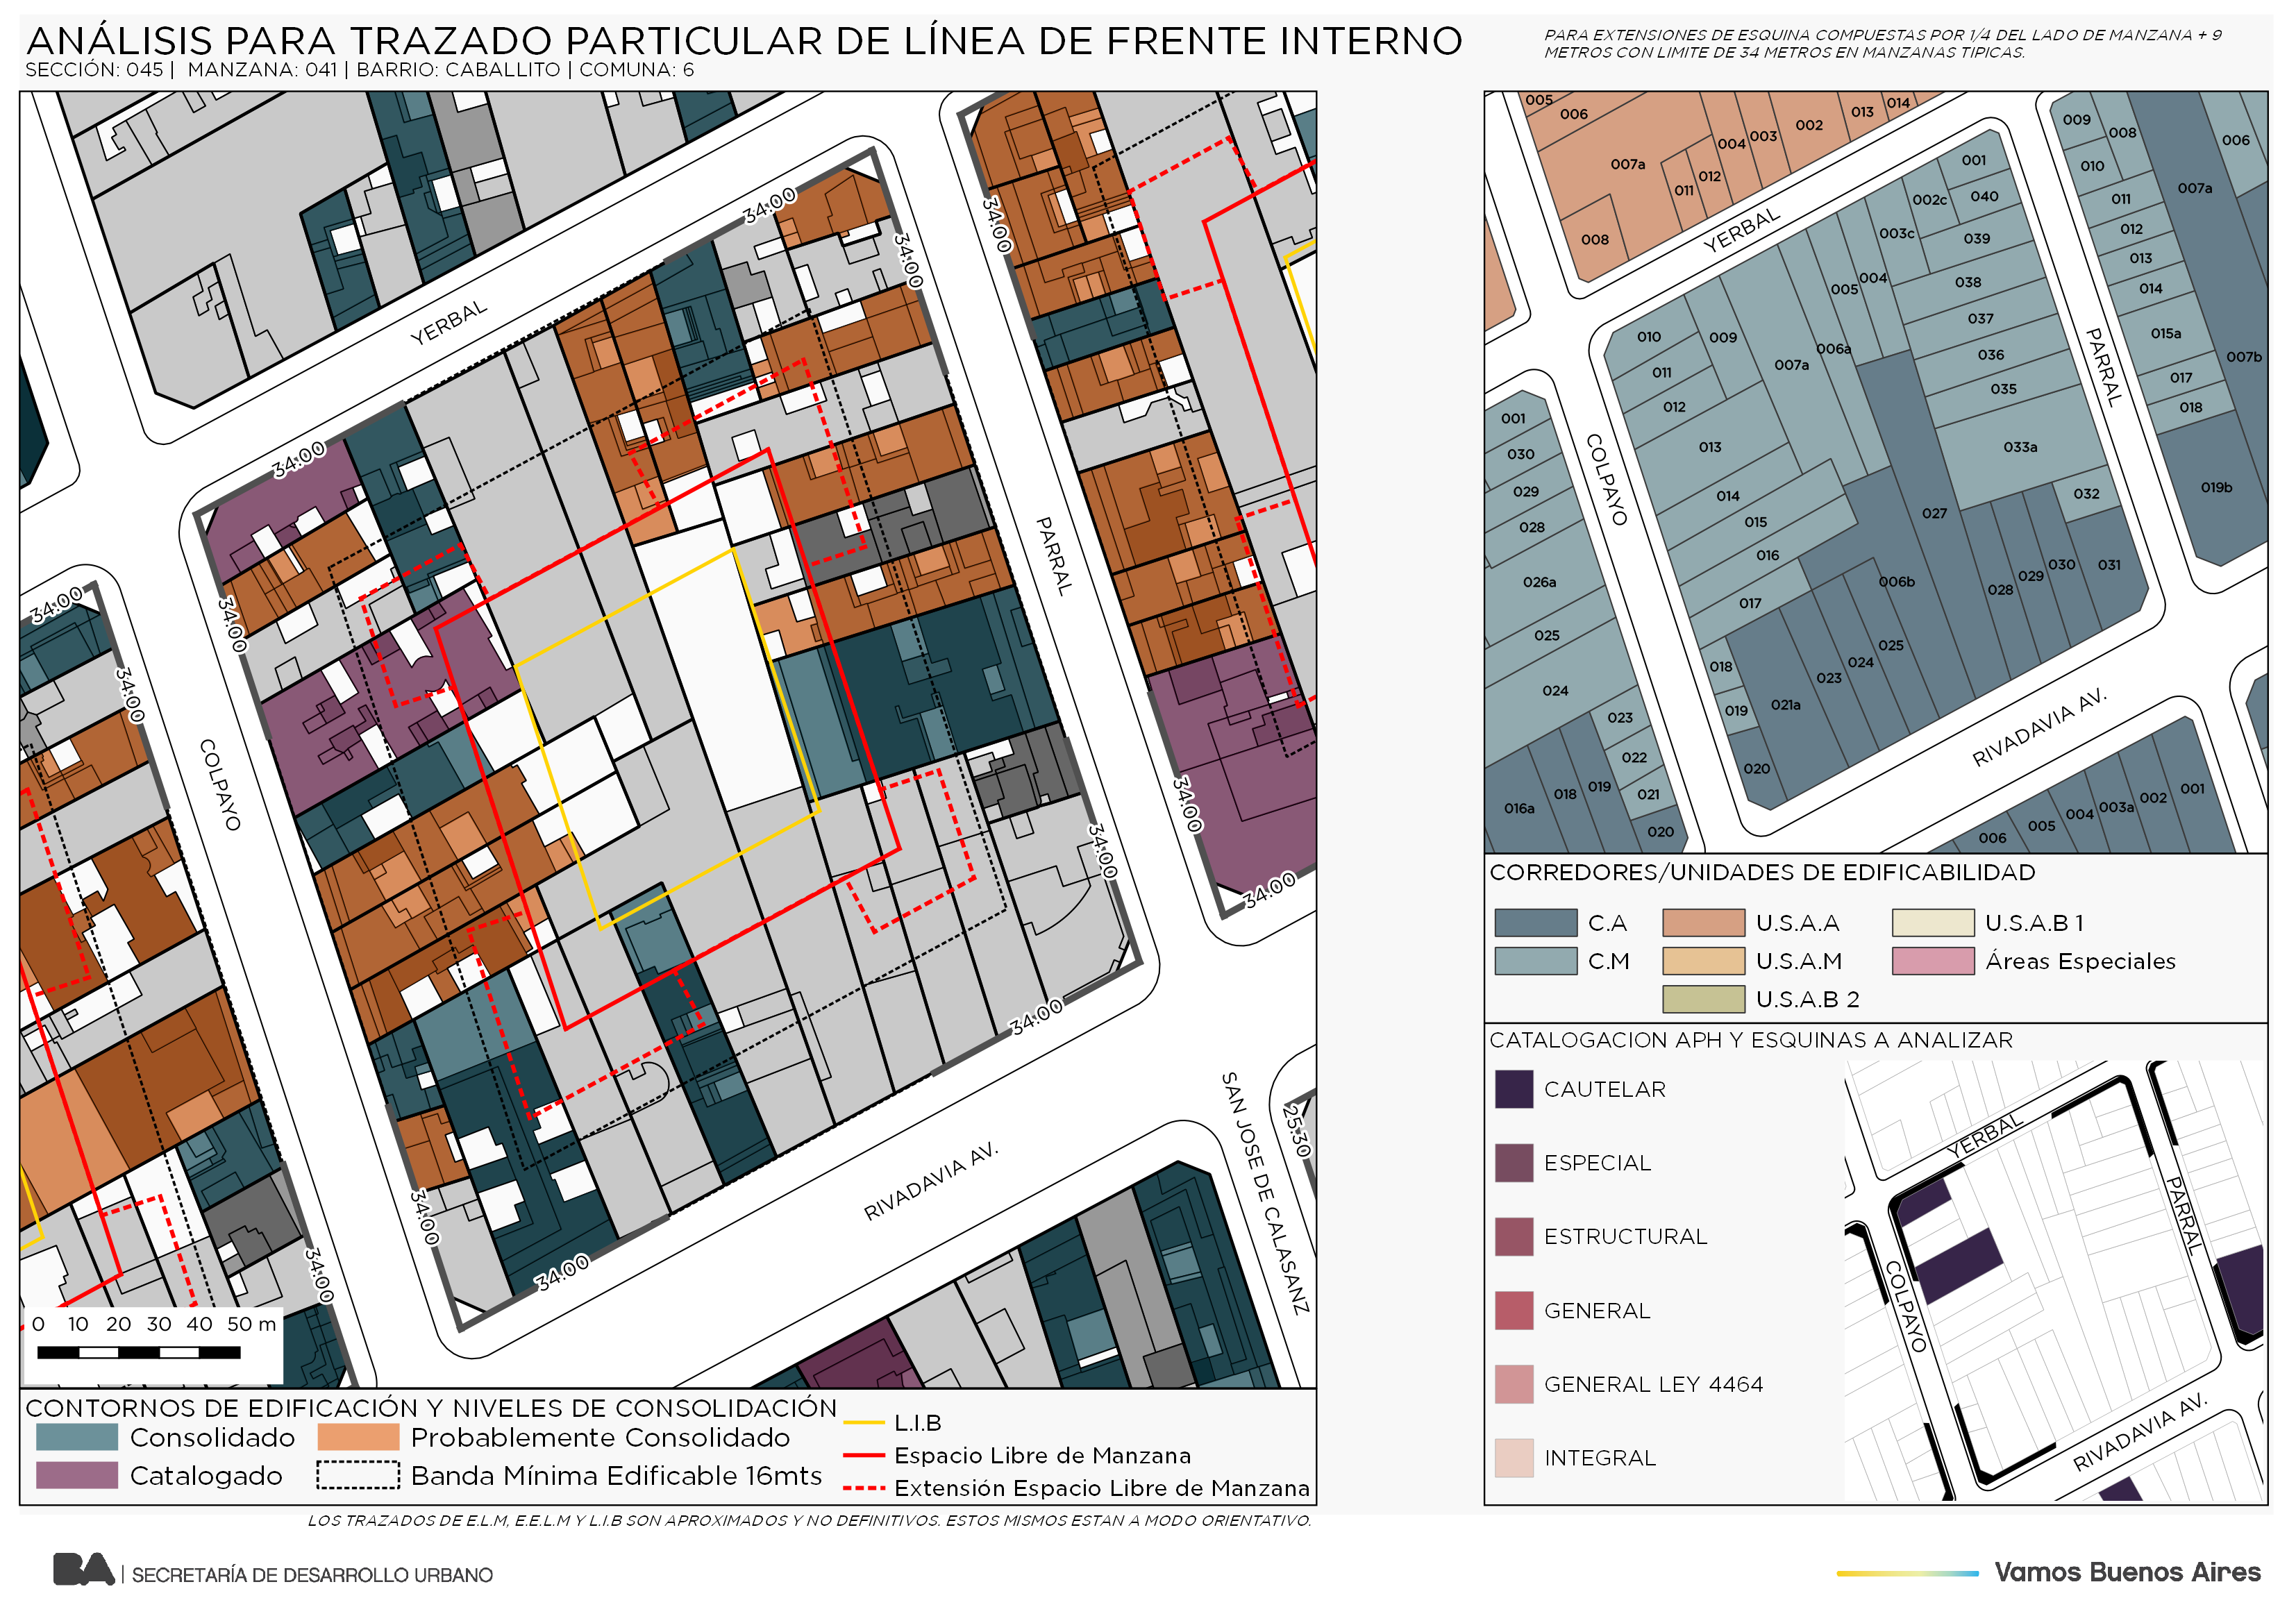 ANÁLISIS PARA TRAZADO PARTICULAR DE LÍNEA DE FRENTE INTERNO
SECCIÓN: 045 | MANZANA: 041 | BARRIO: CABALLITO | COMUNA: 6
PARA EXTENSIONES DE ESQUINA COMPUESTAS POR 1/4 DEL LADO DE MANZANA + 9
METROS CON LIMITE DE 34 METROS EN MANZANAS TIPICAS.
34:00
34:00
34:00
YERBAL
34:00
34:00
34:00
34:00
34:00
PARRAL
COLPAYO
34:00
34:00
34:00
34:00
34:00
34:00
34:00
34:00
25:30
RIVADAVIA AV.
SAN JOSE DE CALASANZ
0 10 20 30 40 50 m
CONTORNOS DE EDIFICACIÓN Y NIVELES DE CONSOLIDACIÓN
Consolidado
Probablemente Consolidado
Catalogado
Banda Mínima Edificable 16mts
L.I.B
Espacio Libre de Manzana
Extensión Espacio Libre de Manzana
005
006
007a
008
011
012
004
003
002
013
014
YERBAL
009
008
010
006
007a
011
012
013
014
015a
017
018
007b
019b
001
002c
040
003c
039
004
005
038
037
006a
036
035
033a
032
010
009
011
007a
012
013
014
015
016
017
027
006b
018
019
020
021a
023
024
025
028
029
030
031
COLPAYO
PARRAL
RIVADAVIA AV.
001
030
029
028
026a
025
024
023
022
021
020
016a
018
019
006
005
004
003a
002
001
CORREDORES/UNIDADES DE EDIFICABILIDAD
C.A
U.S.A.A
U.S.A.B 1
C.M
U.S.A.M
Áreas Especiales
U.S.A.B 2
CATALOGACION APH Y ESQUINAS A ANALIZAR
CAUTELAR
ESPECIAL
ESTRUCTURAL
GENERAL
GENERAL LEY 4464
INTEGRAL
YERBAL
PARRAL
COLPAYO
RIVADAVIA AV.
LOS TRAZADOS DE E.L.M, E.E.L.M Y L.I.B SON APROXIMADOS Y NO DEFINITIVOS. ESTOS MISMOS ESTAN A MODO ORIENTATIVO.
BA | SECRETARÍA DE DESARROLLO URBANO
Vamos Buenos Aires